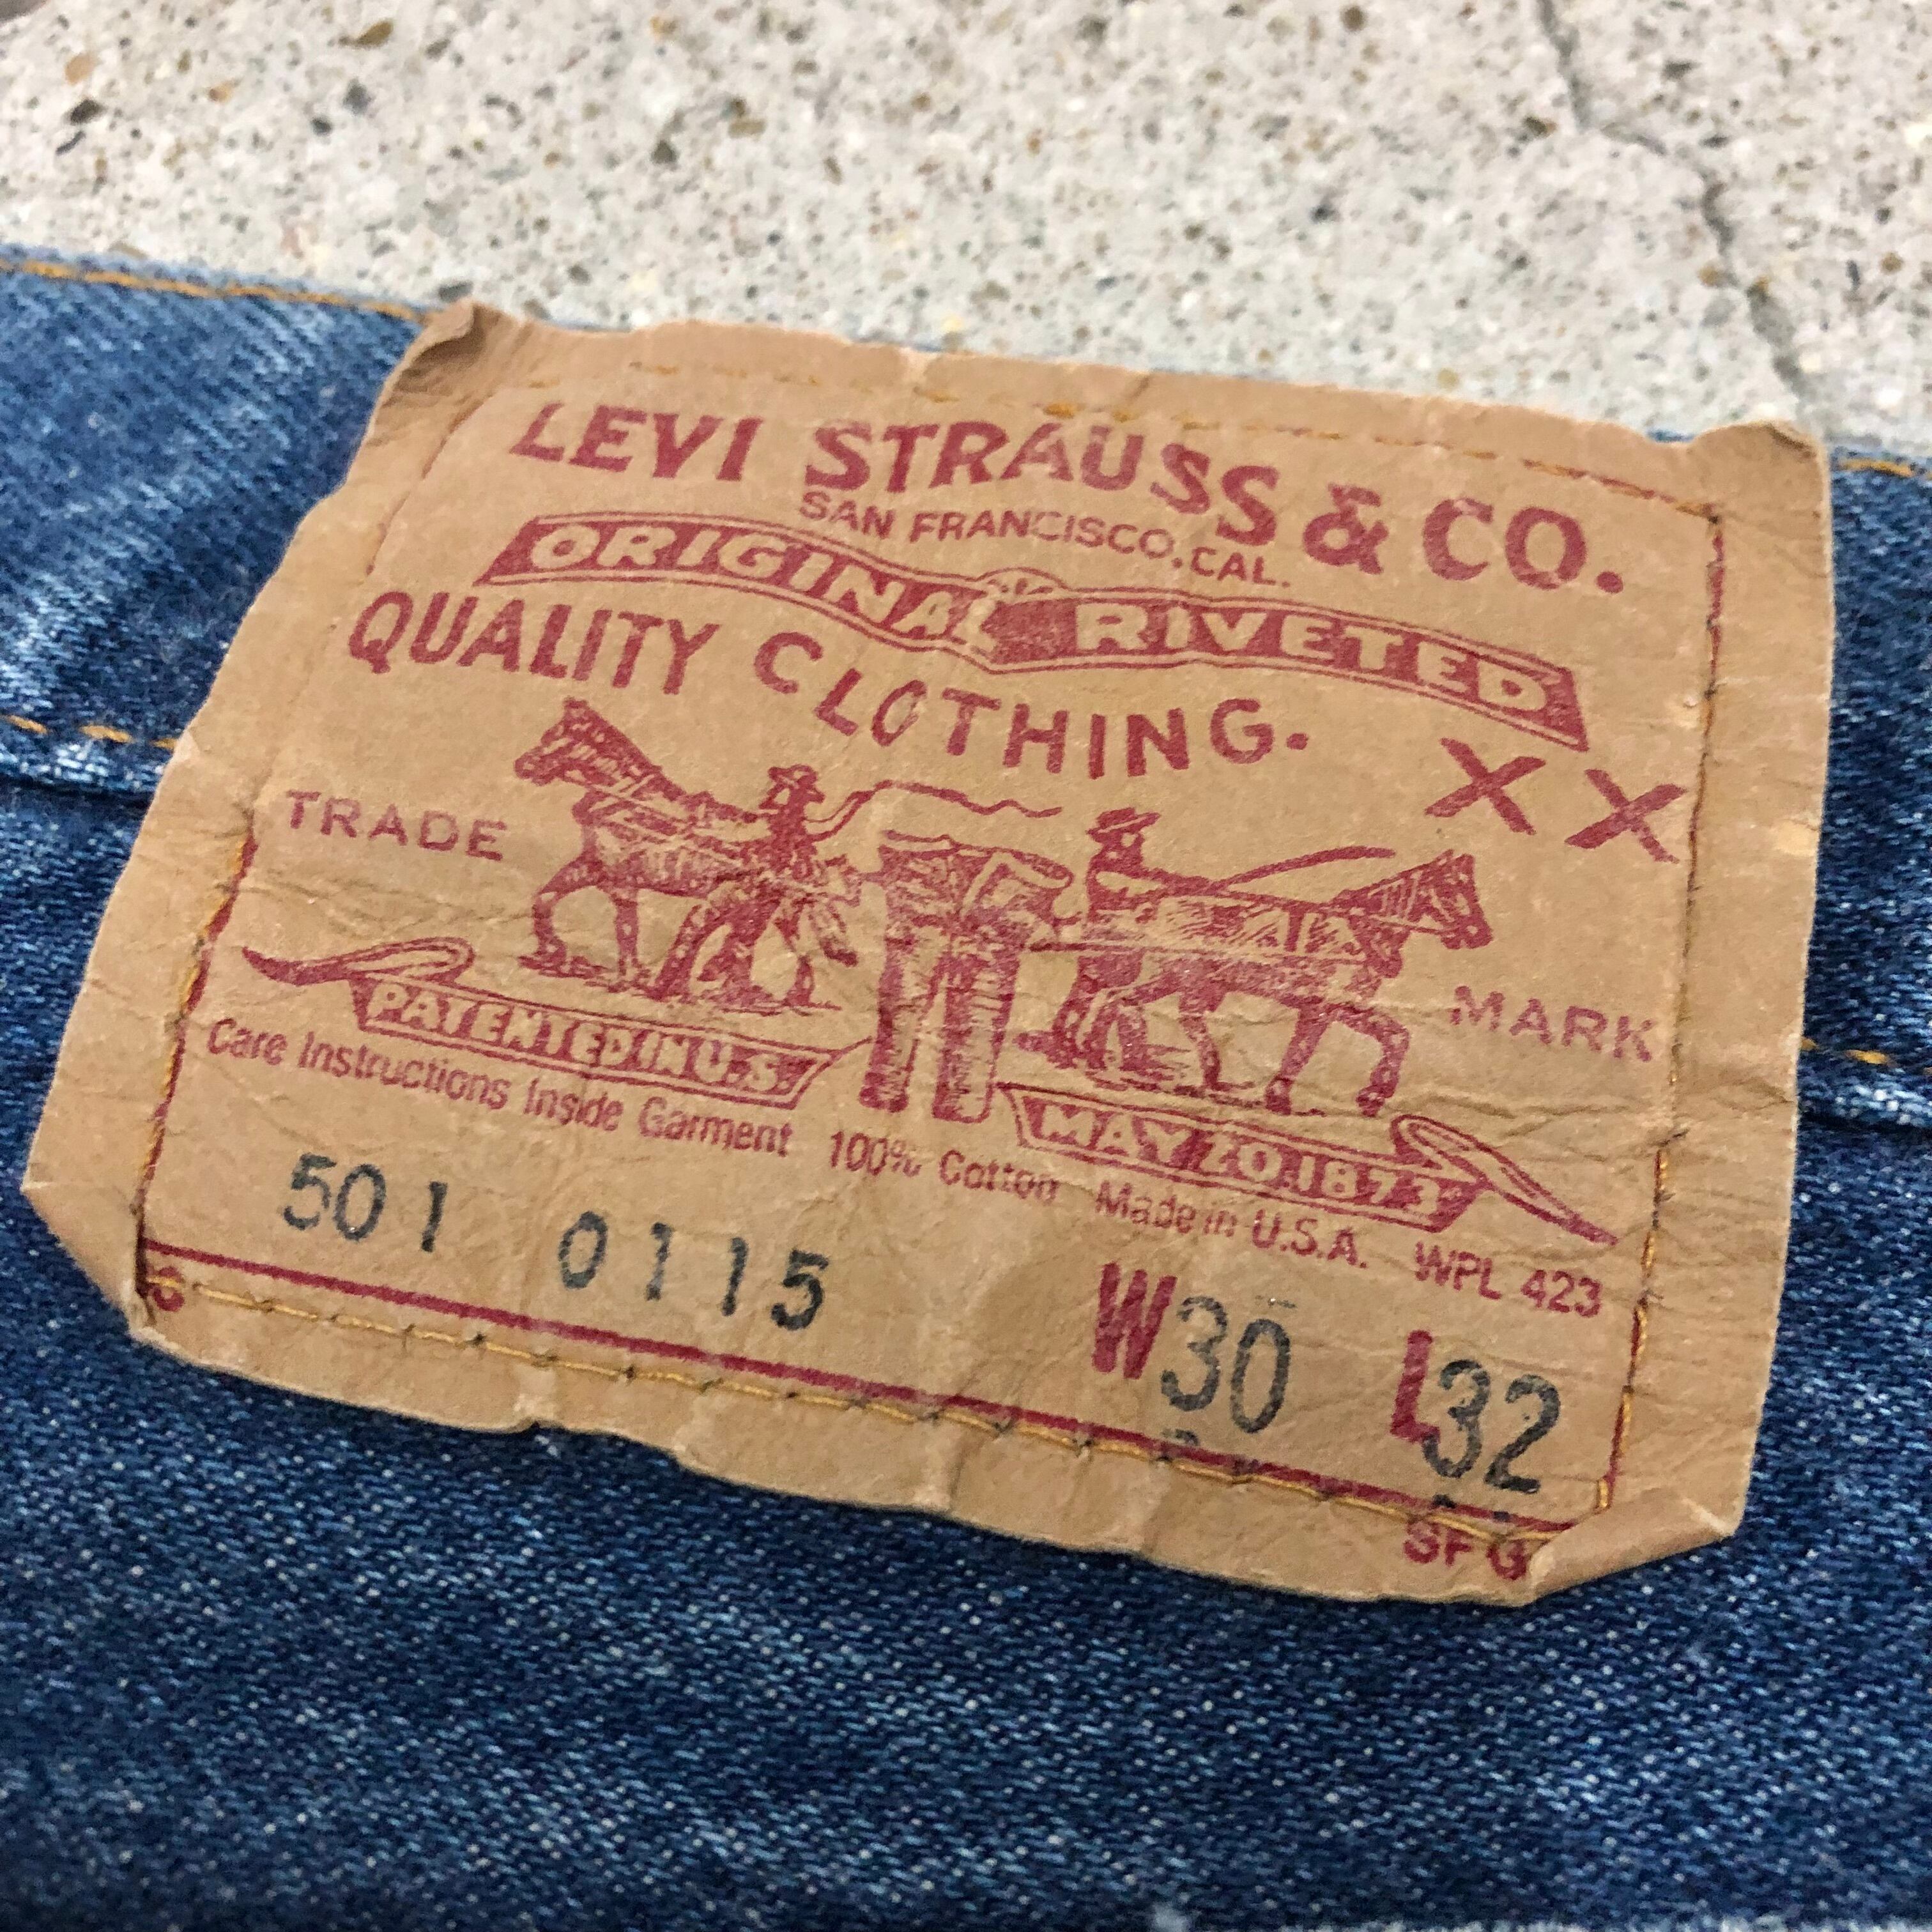 LEVI STRAUSS & CO.
SAN FRANCISCO, CAL.
ORIGINAL RIVETED
QUALITY CLOTHING.
XX
TRADE MARK
PATENTED IN U.S. MAY 20 1873
Care Instructions Inside Garment 100% Cotton Made in U.S.A. WPL 423
501 0115 W30 L32
SF G